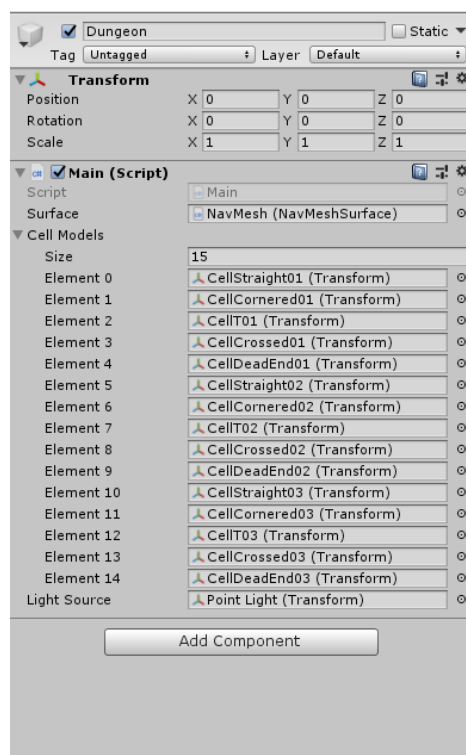 Dungeon Static
Tag Untagged Layer Default
Transform
Position X 0 Y 0 Z 0
Rotation X 0 Y 0 Z 0
Scale X 1 Y 1 Z 1
Main (Script)
Script Main
Surface NavMesh (NavMeshSurface)
Cell Models
Size 15
Element 0 CellStraight01 (Transform)
Element 1 CellCornered01 (Transform)
Element 2 CellT01 (Transform)
Element 3 CellCrossed01 (Transform)
Element 4 CellDeadEnd01 (Transform)
Element 5 CellStraight02 (Transform)
Element 6 CellCornered02 (Transform)
Element 7 CellT02 (Transform)
Element 8 CellCrossed02 (Transform)
Element 9 CellDeadEnd02 (Transform)
Element 10 CellStraight03 (Transform)
Element 11 CellCornered03 (Transform)
Element 12 CellT03 (Transform)
Element 13 CellCrossed03 (Transform)
Element 14 CellDeadEnd03 (Transform)
Light Source Point Light (Transform)
Add Component